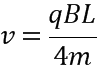 v = qBL/4m